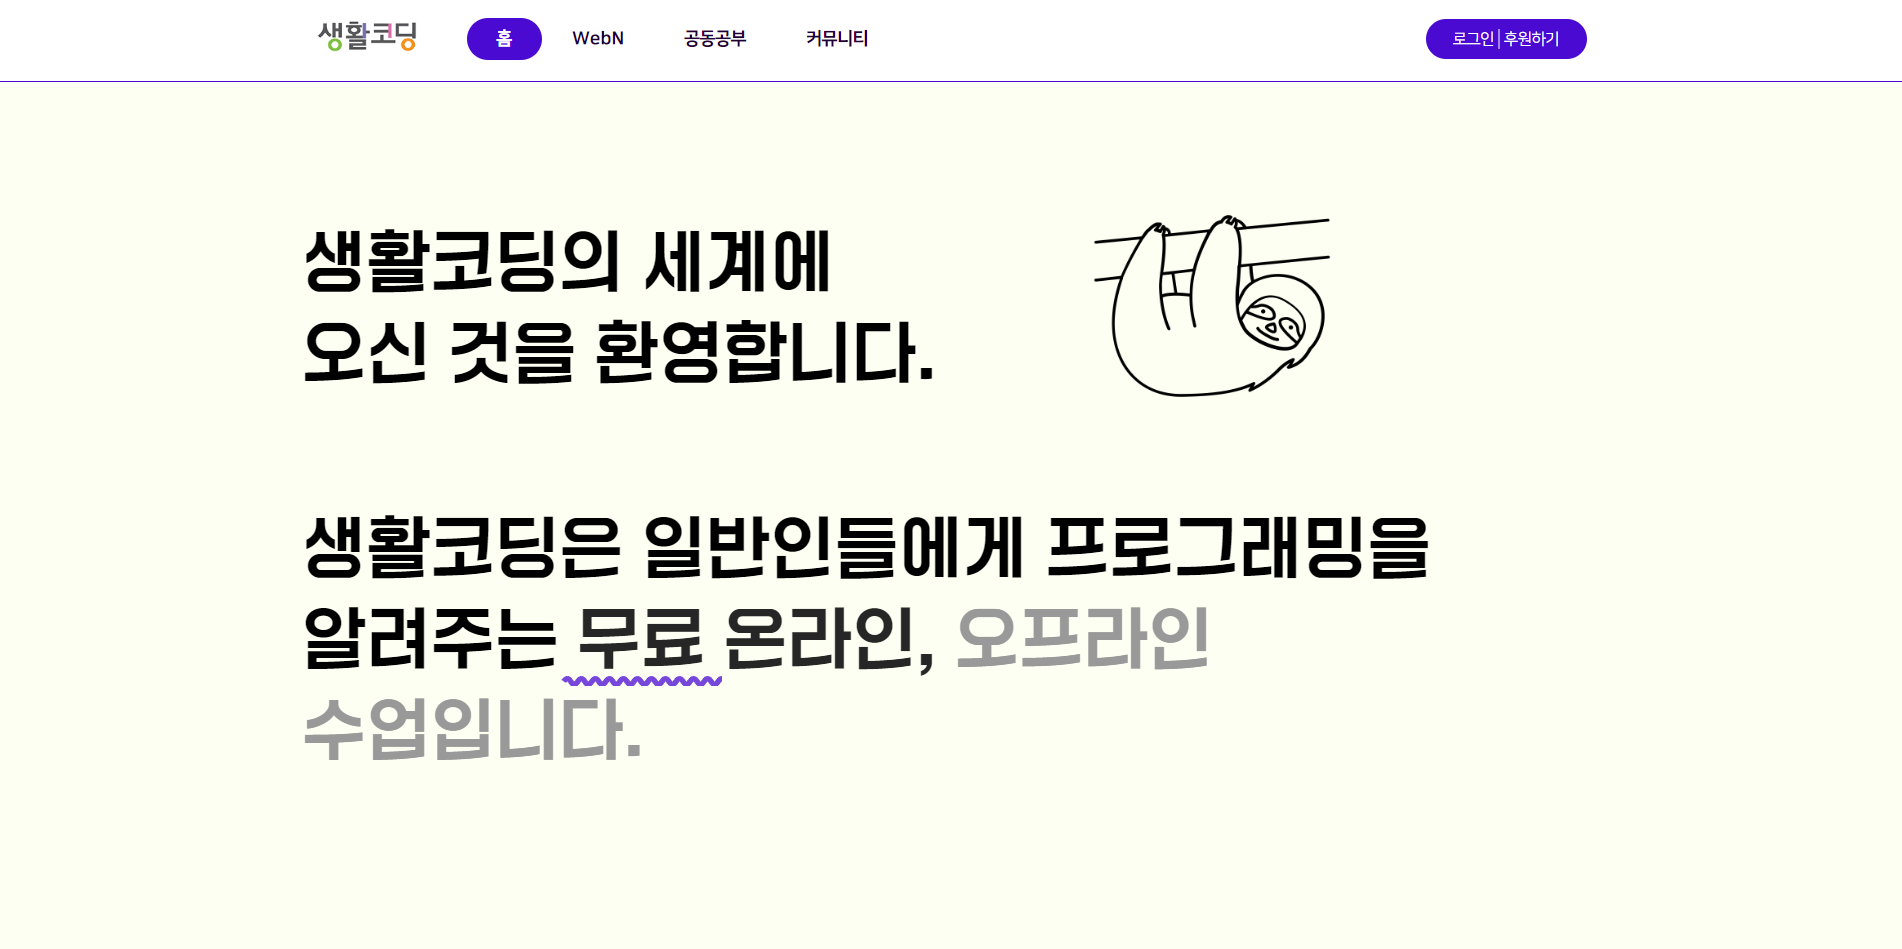 생활코딩
홈
WebN
공동공부
커뮤니티
로그인 | 후원하기
생활코딩의 세계에
오신 것을 환영합니다.
생활코딩은 일반인들에게 프로그래밍을
알려주는 무료 온라인, 오프라인
수업입니다.